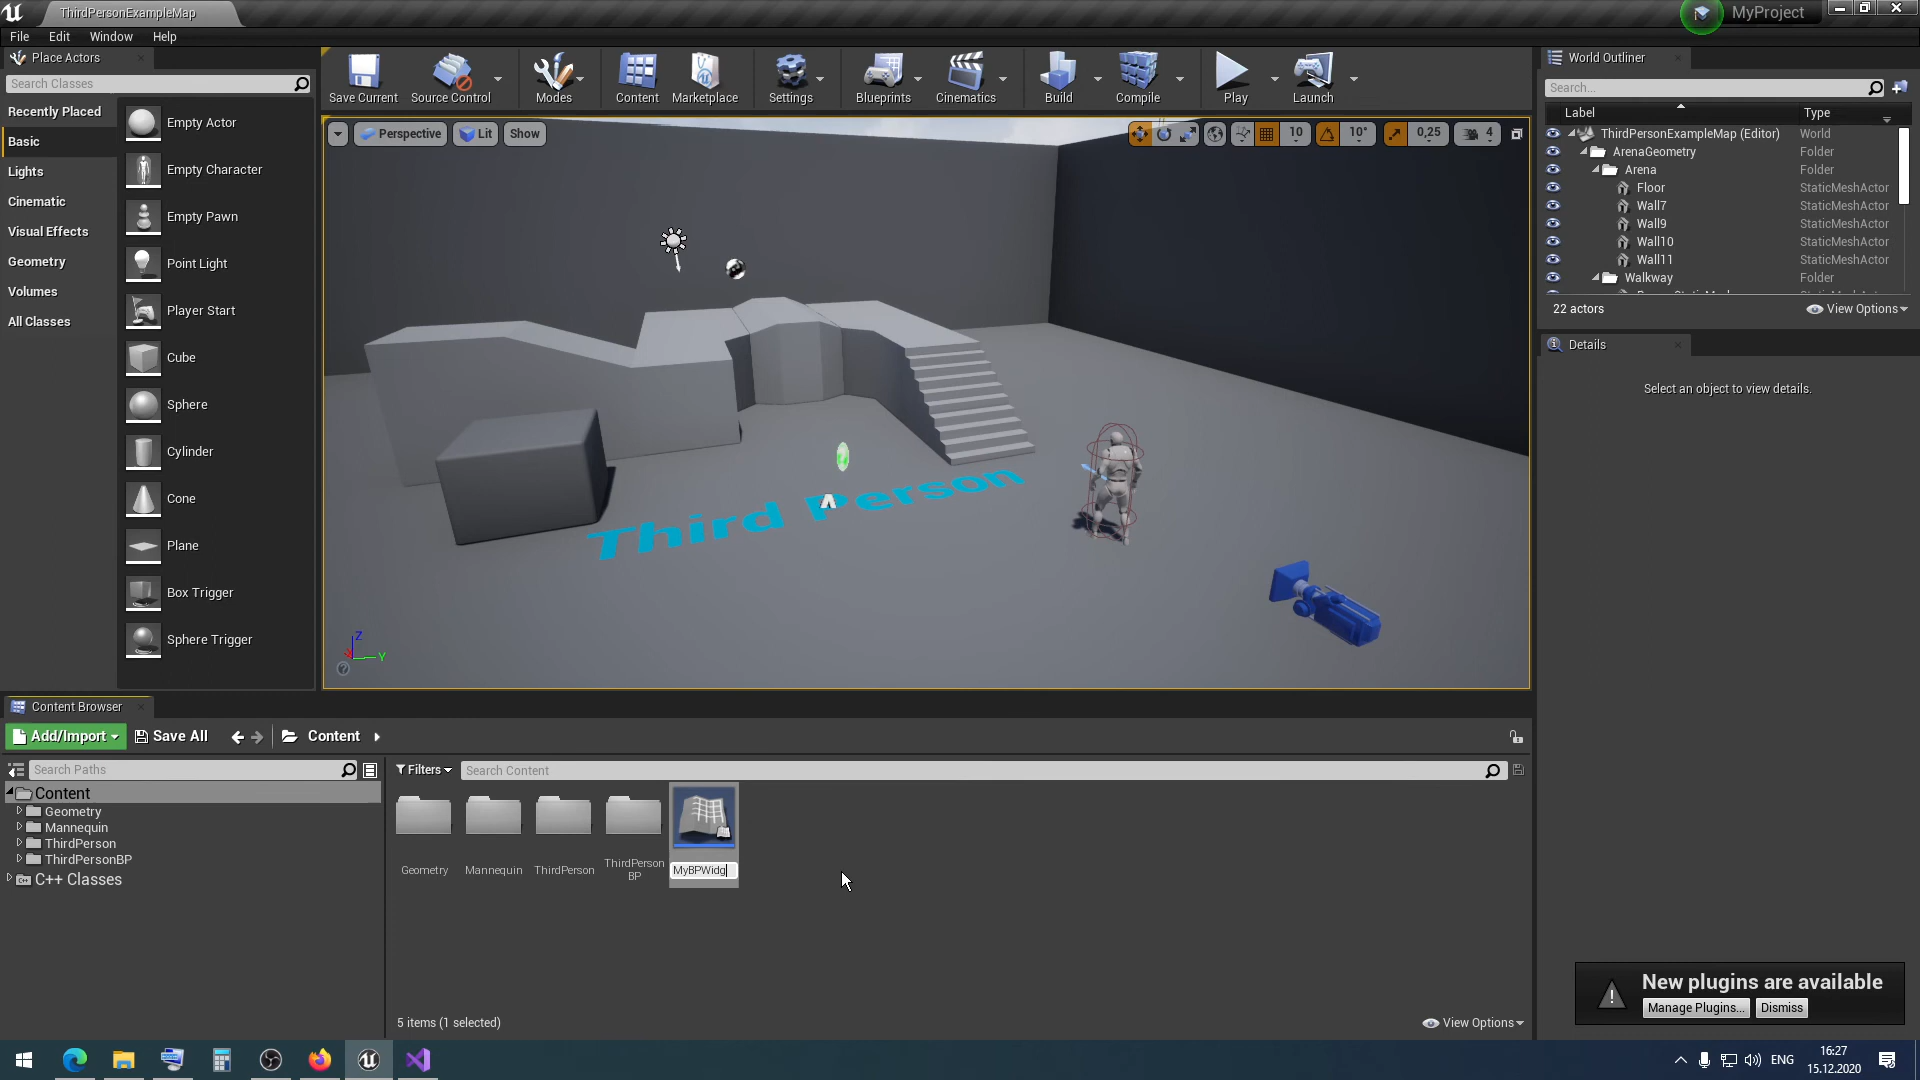 ThirdPersonExampleMap
MyProject
File Edit Window Help
Place Actors
Search Classes
Recently Placed
Basic
Lights
Cinematic
Visual Effects
Geometry
Volumes
All Classes
Empty Actor
Empty Character
Empty Pawn
Point Light
Player Start
Cube
Sphere
Cylinder
Cone
Plane
Box Trigger
Sphere Trigger
Save Current Source Control Modes Content Marketplace Settings Blueprints Cinematics Build Compile Play Launch
Perspective Lit Show
10 10° 0,25 4
Third Person
Z
Y
World Outliner
Search...
Label Type
ThirdPersonExampleMap (Editor) World
ArenaGeometry Folder
Arena Folder
Floor StaticMeshActor
Wall7 StaticMeshActor
Wall9 StaticMeshActor
Wall10 StaticMeshActor
Wall11 StaticMeshActor
Walkway Folder
22 actors View Options
Details
Select an object to view details.
Content Browser
Add/Import Save All Content
Search Paths
Content
Geometry
Mannequin
ThirdPerson
ThirdPersonBP
C++ Classes
Filters Search Content
Geometry Mannequin ThirdPerson ThirdPerson
BP
MyBPWidg
5 items (1 selected) View Options
New plugins are available
Manage Plugins... Dismiss
ENG
16:27
15.12.2020